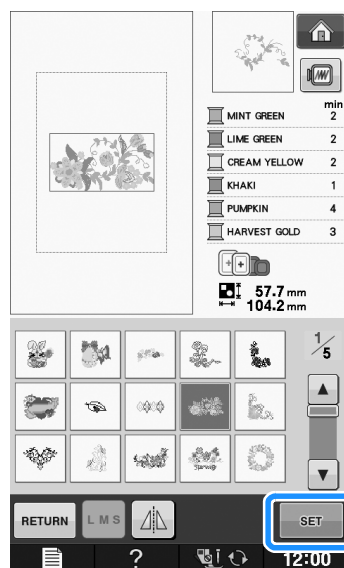 min
MINT GREEN 2
LIME GREEN 2
CREAM YELLOW 2
KHAKI 1
PUMPKIN 4
HARVEST GOLD 3
57.7 mm
104.2 mm
1/5
RETURN L M S SET
? 12:00